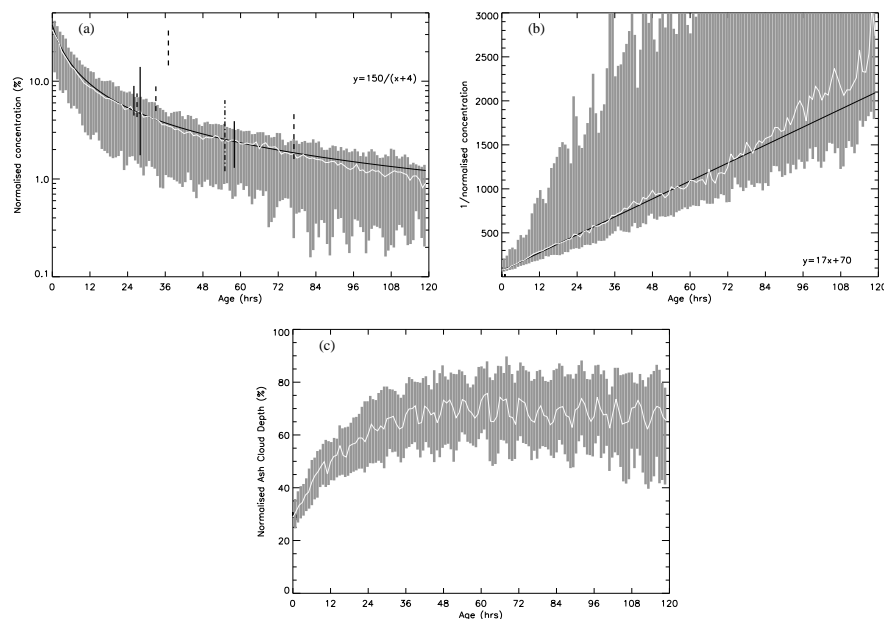 (a)
y=150/(x+4)
Normalised concentration (%)
10.0
1.0
0.1
0 12 24 36 48 60 72 84 96 108 120
Age (hrs)
(b)
y=17x+70
1/normalised concentration
3000
2500
2000
1500
1000
500
0 12 24 36 48 60 72 84 96 108 120
Age (hrs)
(c)
Normalised Ash Cloud Depth (%)
100
80
60
40
20
0
0 12 24 36 48 60 72 84 96 108 120
Age (hrs)